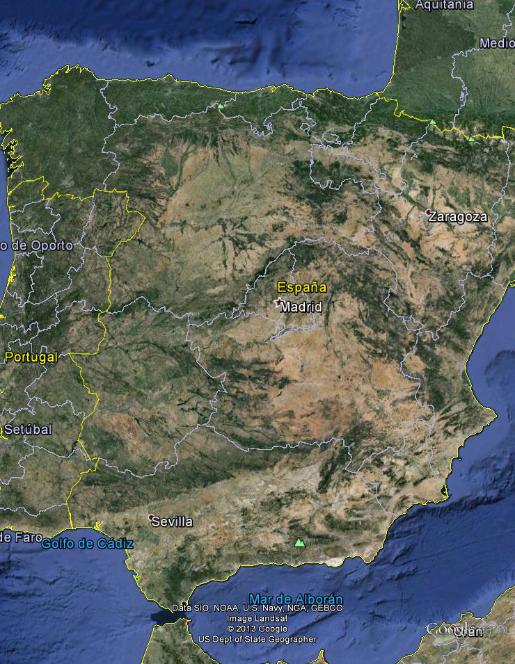 Aquitania
Medio
Zaragoza
o de Oporto
España
Madrid
Portugal
Setúbal
Sevilla
de Faro
Golfo de Cádiz
Mar de Alborán
Data SIO, NOAA, U.S. Navy, NGA, GEBCO
Image Landsat
© 2013 Google
US Dept of State Geographer
Google
Orán